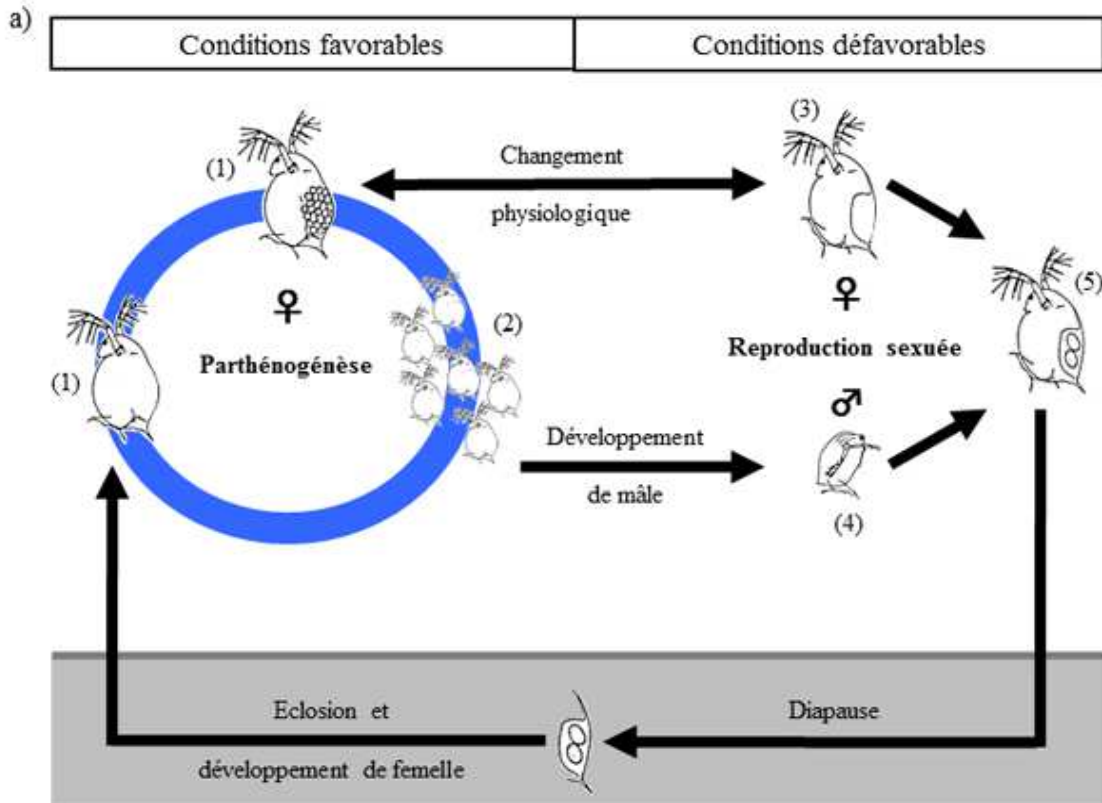 a)
Conditions favorables
Conditions défavorables
(1)
Changement
physiologique
(3)
(1)
♀
Parthénogénèse
(2)
♀
Reproduction sexuée
(5)
Développement
de mâle
♂
(4)
Eclosion et
développement de femelle
Diapause